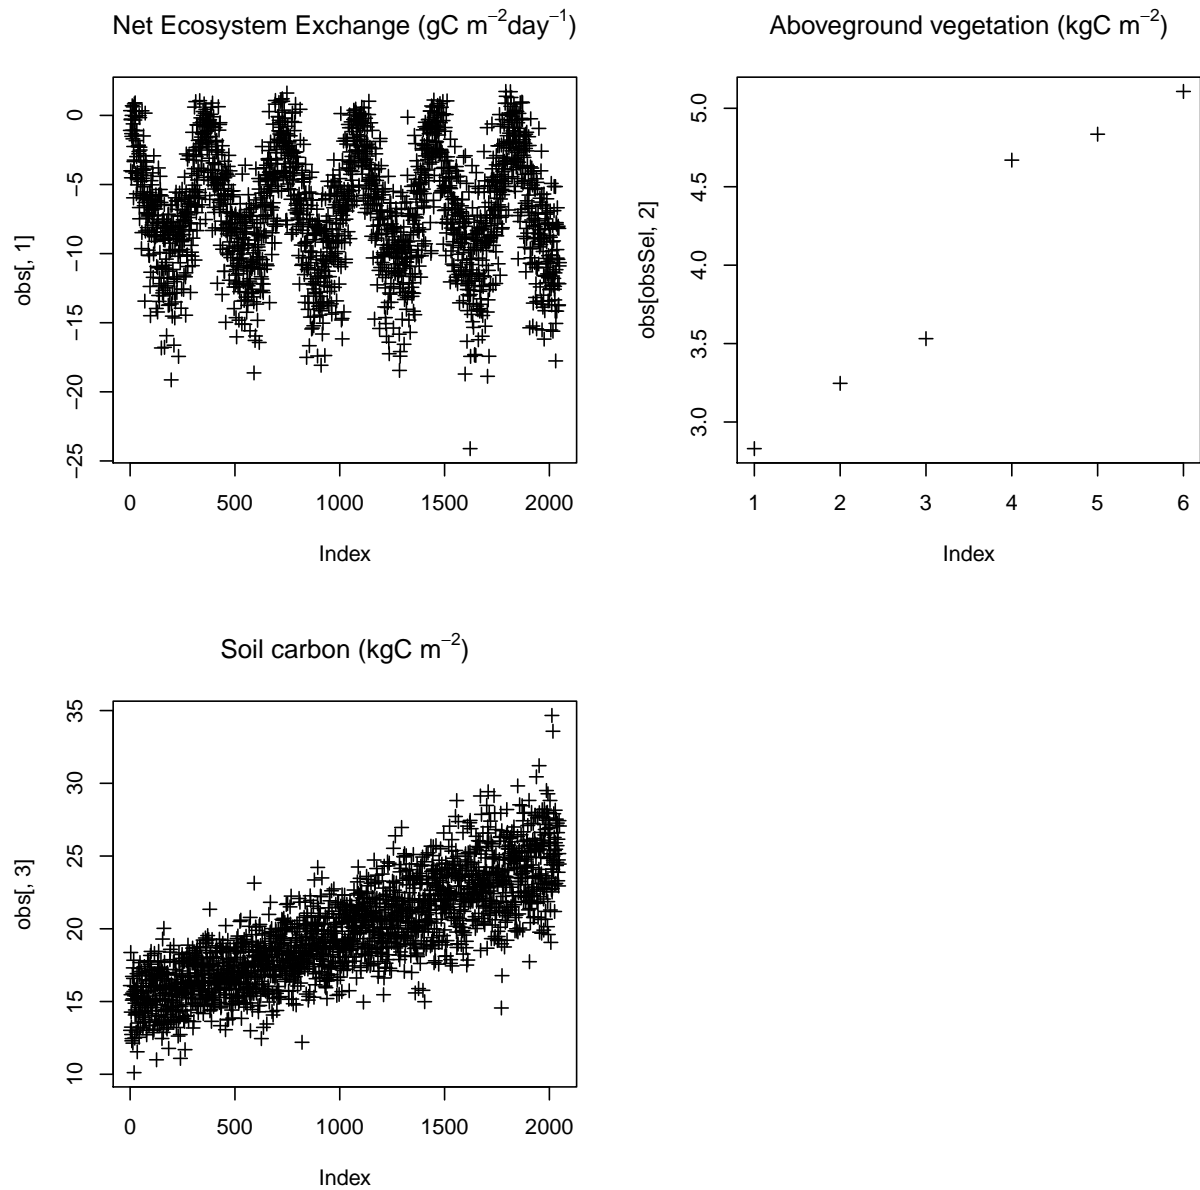 Net Ecosystem Exchange (gC m−2day−1)
0
−5
−10
−15
−20
−25
obs[, 1]
0 500 1000 1500 2000
Index
Aboveground vegetation (kgC m−2)
5.0
4.5
4.0
3.5
3.0
obs[obsSel, 2]
1 2 3 4 5 6
Index
Soil carbon (kgC m−2)
35
30
25
20
15
10
obs[, 3]
0 500 1000 1500 2000
Index